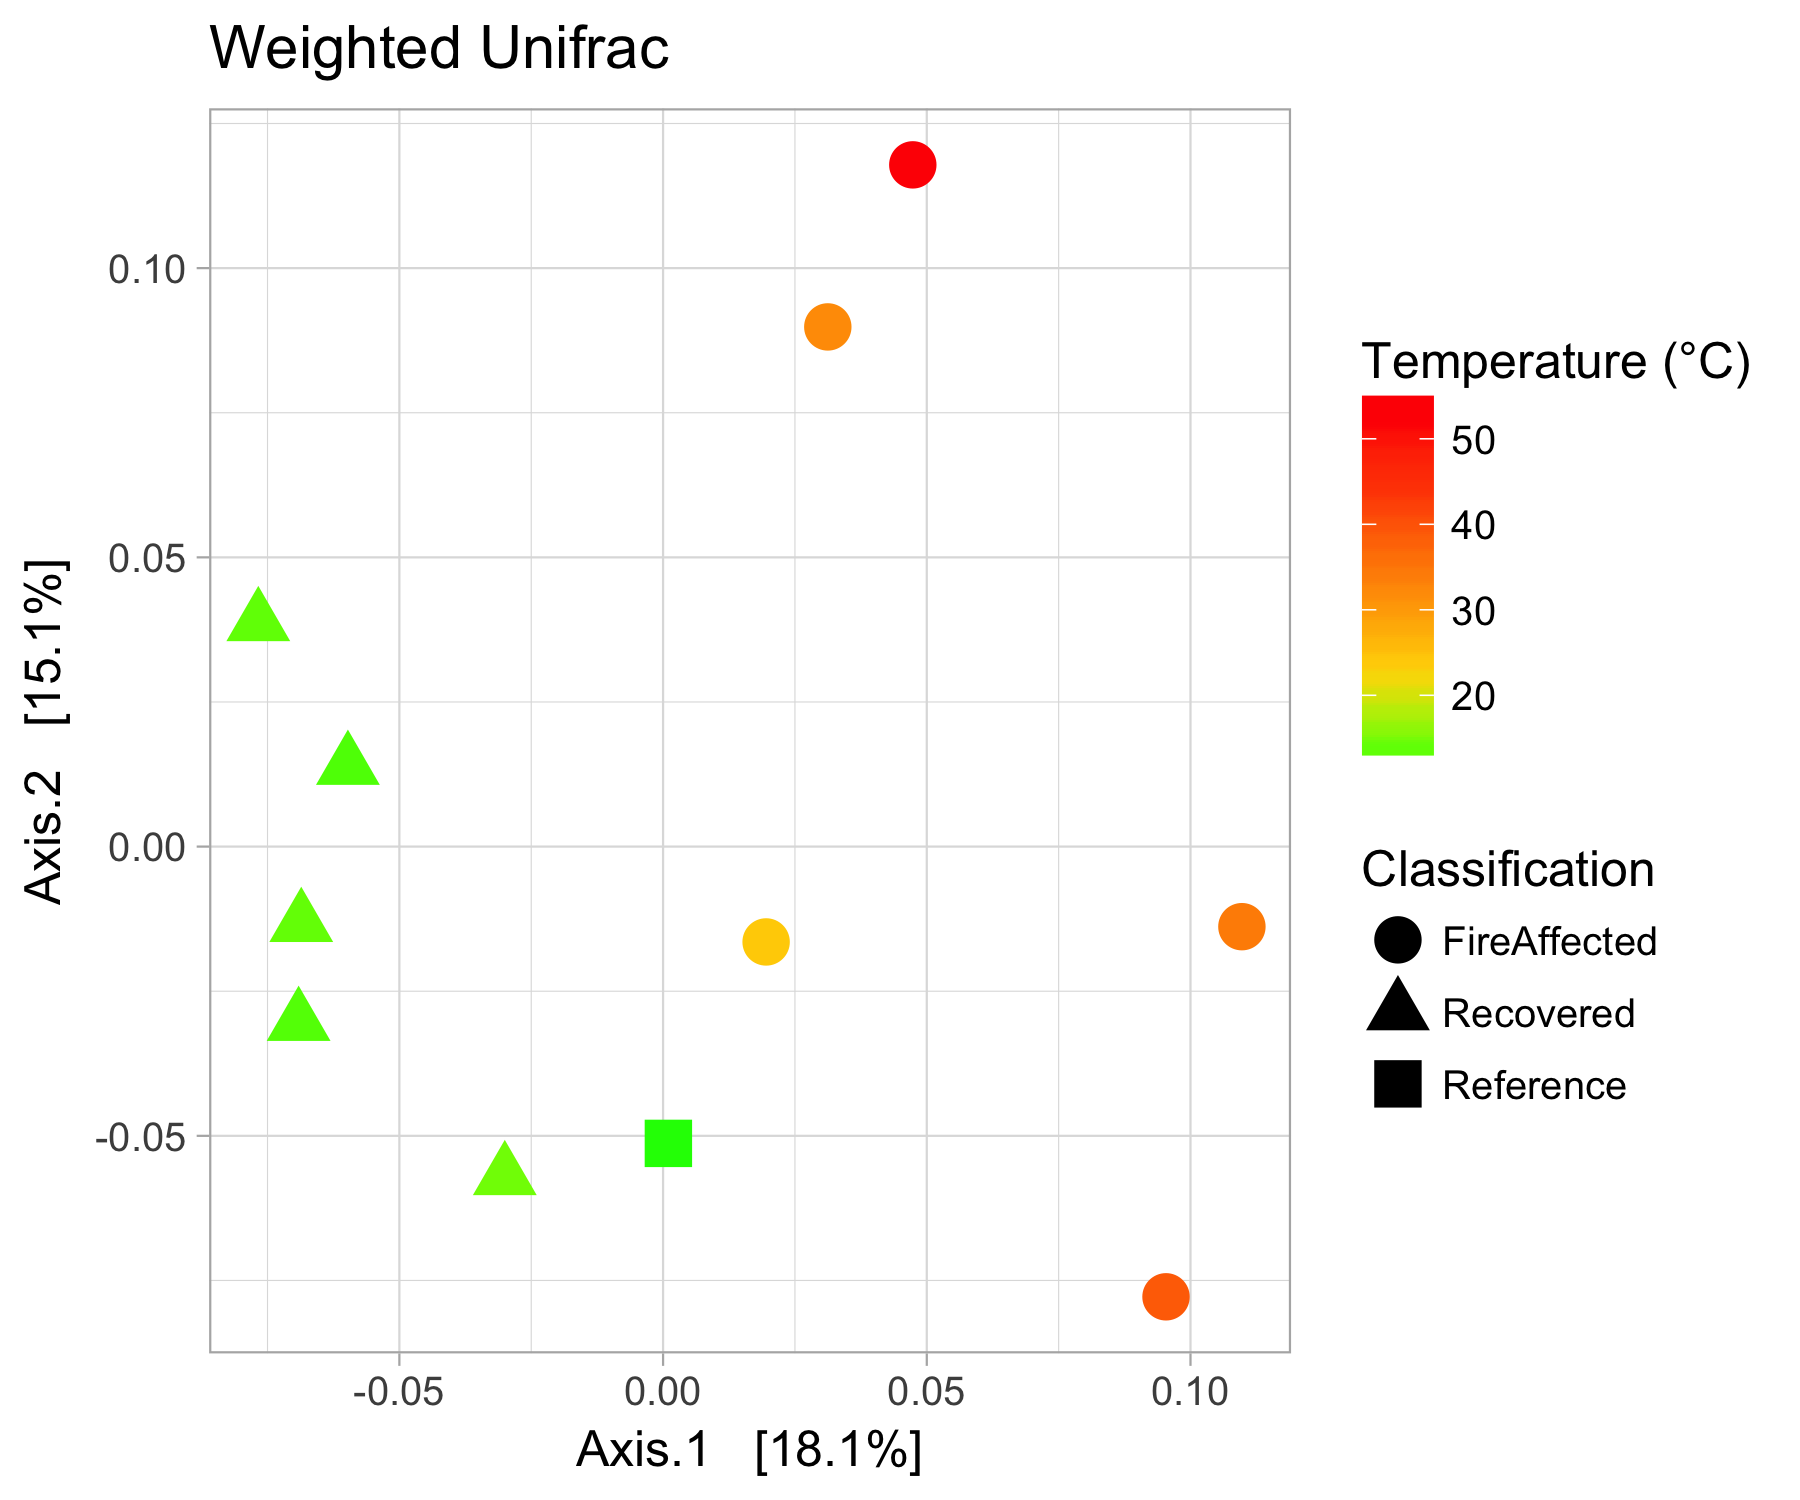 Weighted Unifrac
0.10
0.05
0.00
-0.05
Axis.2 [15.1%]
-0.05 0.00 0.05 0.10
Axis.1 [18.1%]
Temperature (°C)
50
40
30
20
Classification
FireAffected
Recovered
Reference